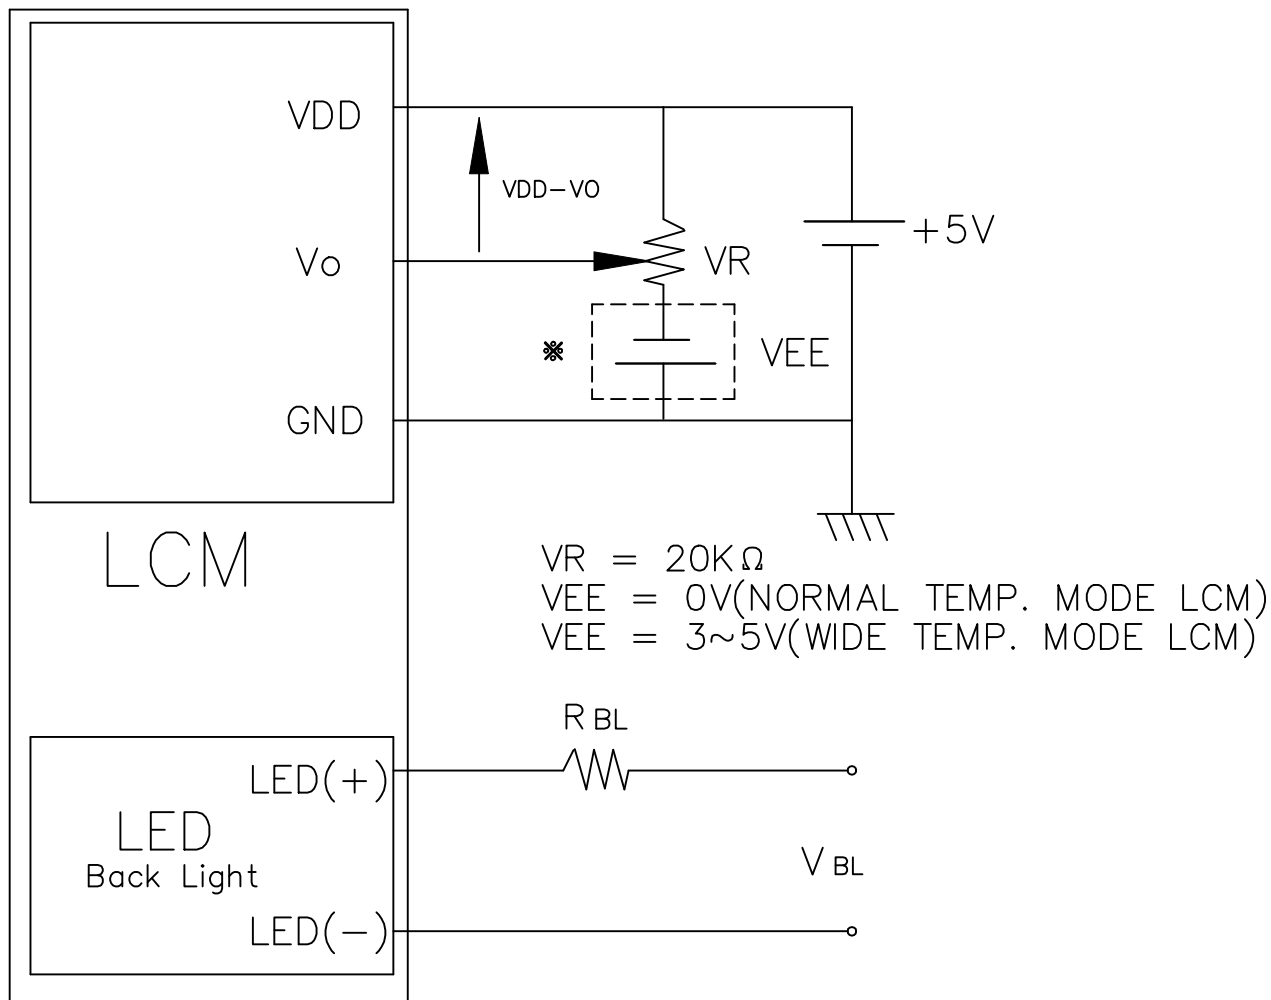 VDD
VDD-VO
+5V
Vo
VR
※
VEE
GND
LCM
VR = 20KΩ
VEE = 0V(NORMAL TEMP. MODE LCM)
VEE = 3~5V(WIDE TEMP. MODE LCM)
R BL
LED(+)
LED
Back Light
V BL
LED(-)